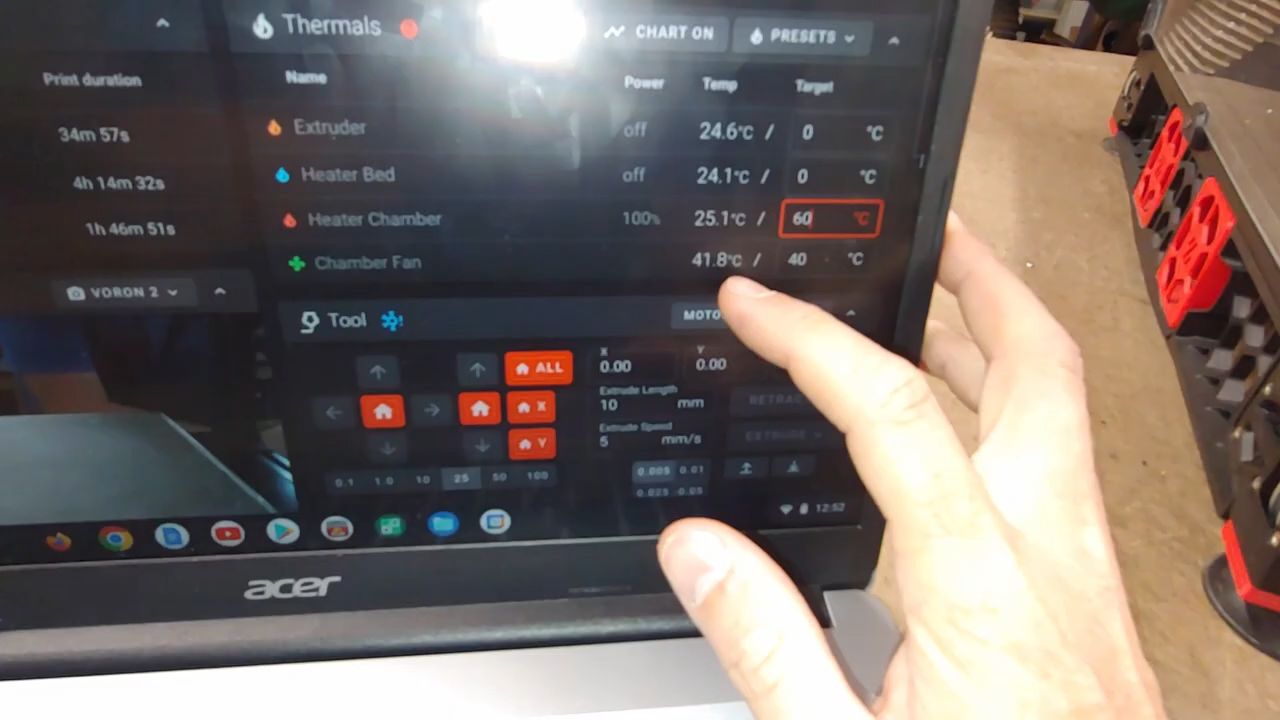 Thermals
CHART ON
PRESETS
Print duration
Name
Power
Temp
Target
34m 57s
Extruder
off
24.6°C / 0 °C
4h 14m 32s
Heater Bed
off
24.1°C / 0 °C
1h 46m 51s
Heater Chamber
100%
25.1°C / 60 °C
Chamber Fan
41.8°C / 40 °C
VORON 2
Tool
MOTO
ALL
X
0.00
Y
0.00
X
Extrude Length
10 mm
RETRAC
Y
Extrude Speed
5 mm/s
EXTRUDE
0.1 1.0 10 25 50 100
0.005 0.01
0.025 0.05
12:52
acer